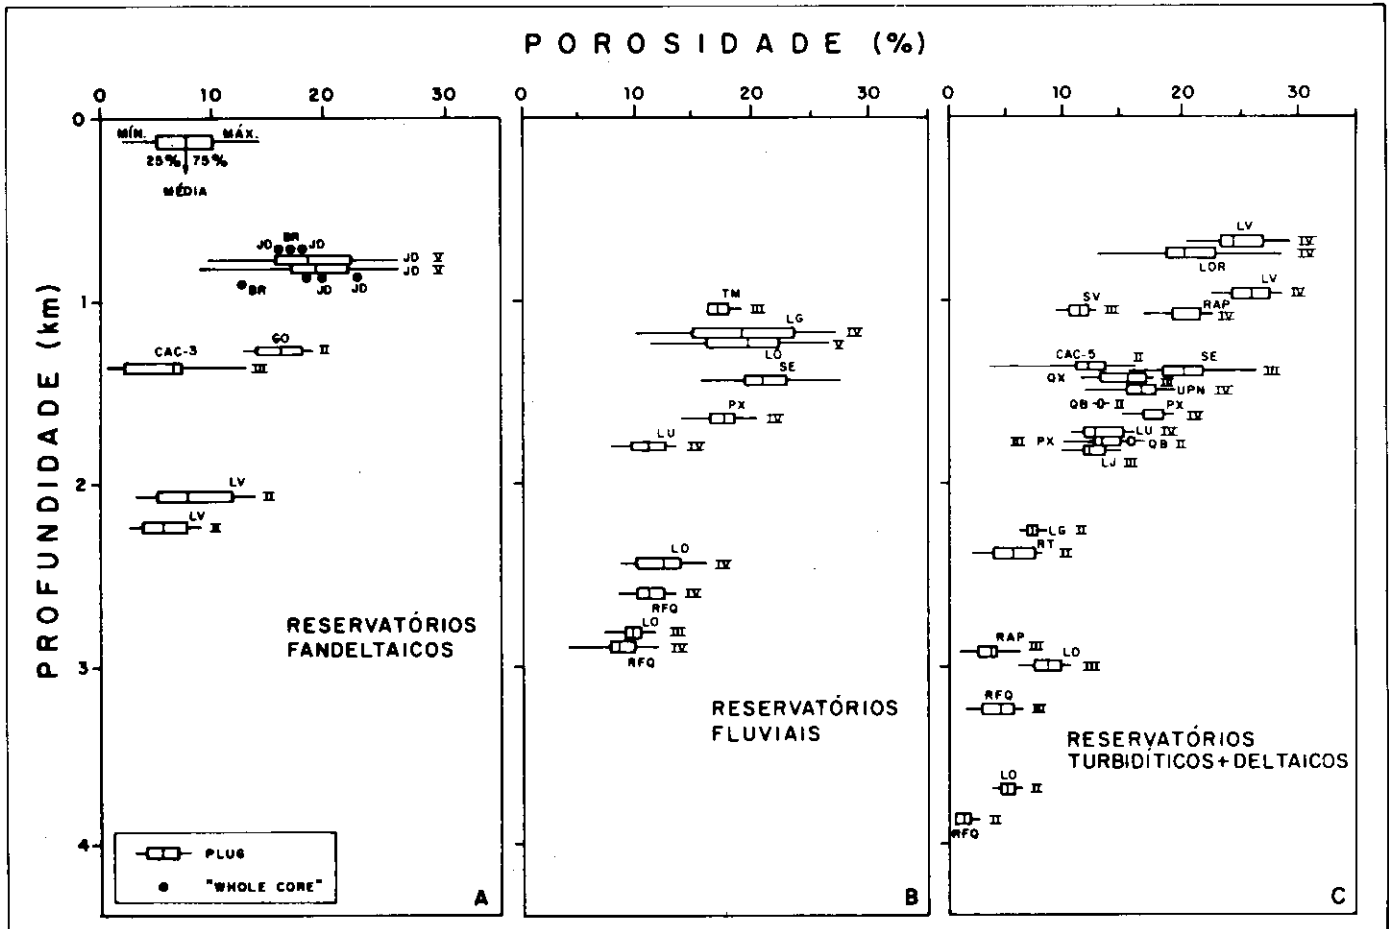 POROSIDADE (%)
0 10 20 30
0 10 20 30
0 10 20 30
PROFUNDIDADE (km)
0
1
2
3
4
MÍN. MÁX.
25% 75%
MÉDIA
BR
JD JD
JD V
JD V
BR JD JD
GO
II
CAC-3
III
LV
II
LV
II
RESERVATÓRIOS
FANDELTAICOS
PLUG
"WHOLE CORE"
A
TM
III
LG
IV
V
LO
SE
PX
IV
LU
IV
LO
IV
IV
RFQ
LO
III
IV
RFQ
RESERVATÓRIOS
FLUVIAIS
B
LV
IV
IV
LOR
LV
IV
SV
III
RAP
IV
CAC-5
II
SE
III
QX
III
UPN IV
QB II
PX
IV
LU IV
III PX
QB II
LJ III
LG II
RT
II
RAP
III
LO
III
RFQ
III
LO
II
II
RFQ
RESERVATÓRIOS
TURBIDÍTICOS+DELTAICOS
C